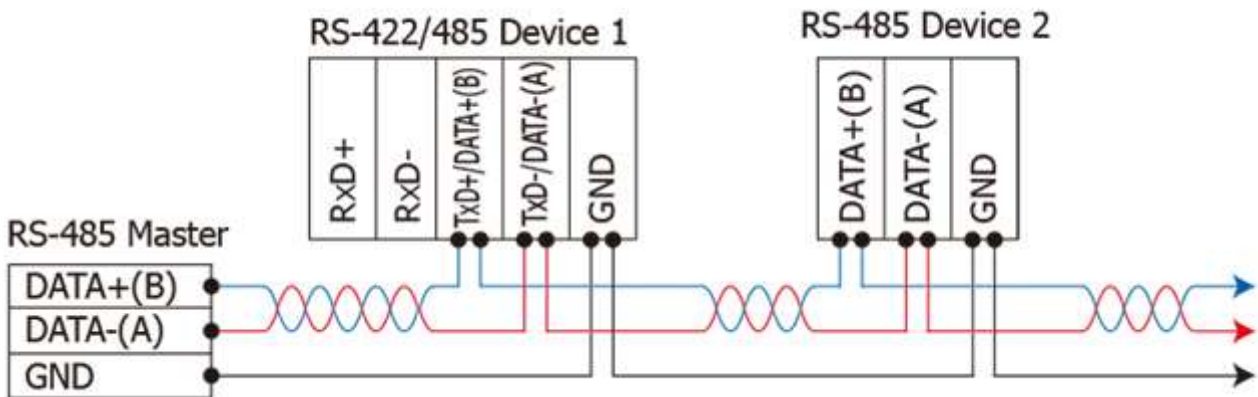 RS-422/485 Device 1
RS-485 Device 2
RxD+
RxD-
TxD+/DATA+(B)
TxD-/DATA-(A)
GND
DATA+(B)
DATA-(A)
GND
RS-485 Master
DATA+(B)
DATA-(A)
GND